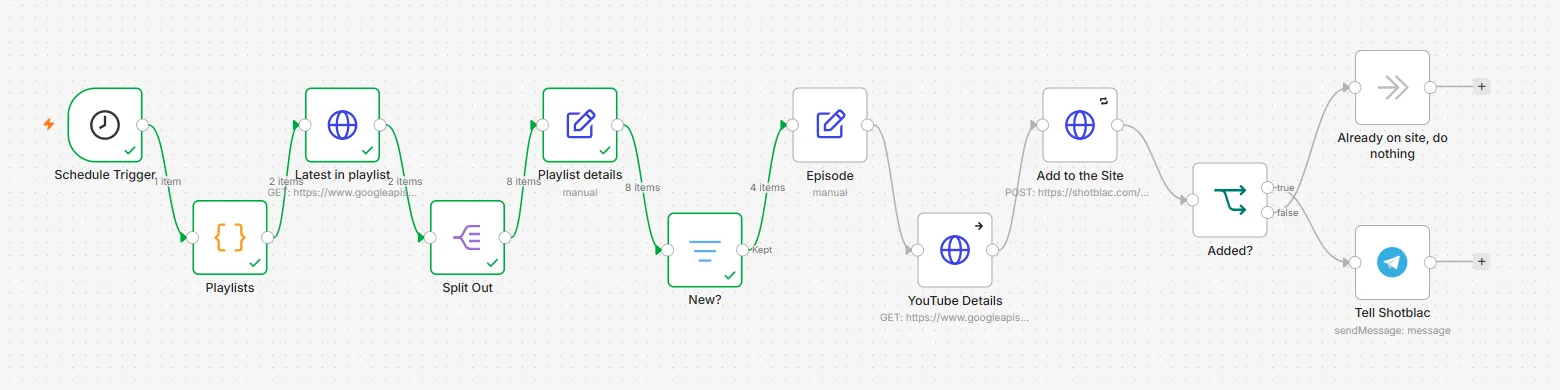 Schedule Trigger
1 item
Playlists
2 items
Latest in playlist
GET: https://www.googleapis...
2 items
Split Out
8 items
Playlist details
manual
8 items
New?
Kept
4 items
Episode
manual
YouTube Details
GET: https://www.googleapis...
Add to the Site
POST: https://shotblac.com/...
Added?
true
false
Already on site, do
nothing
+
Tell Shotblac
sendMessage: message
+